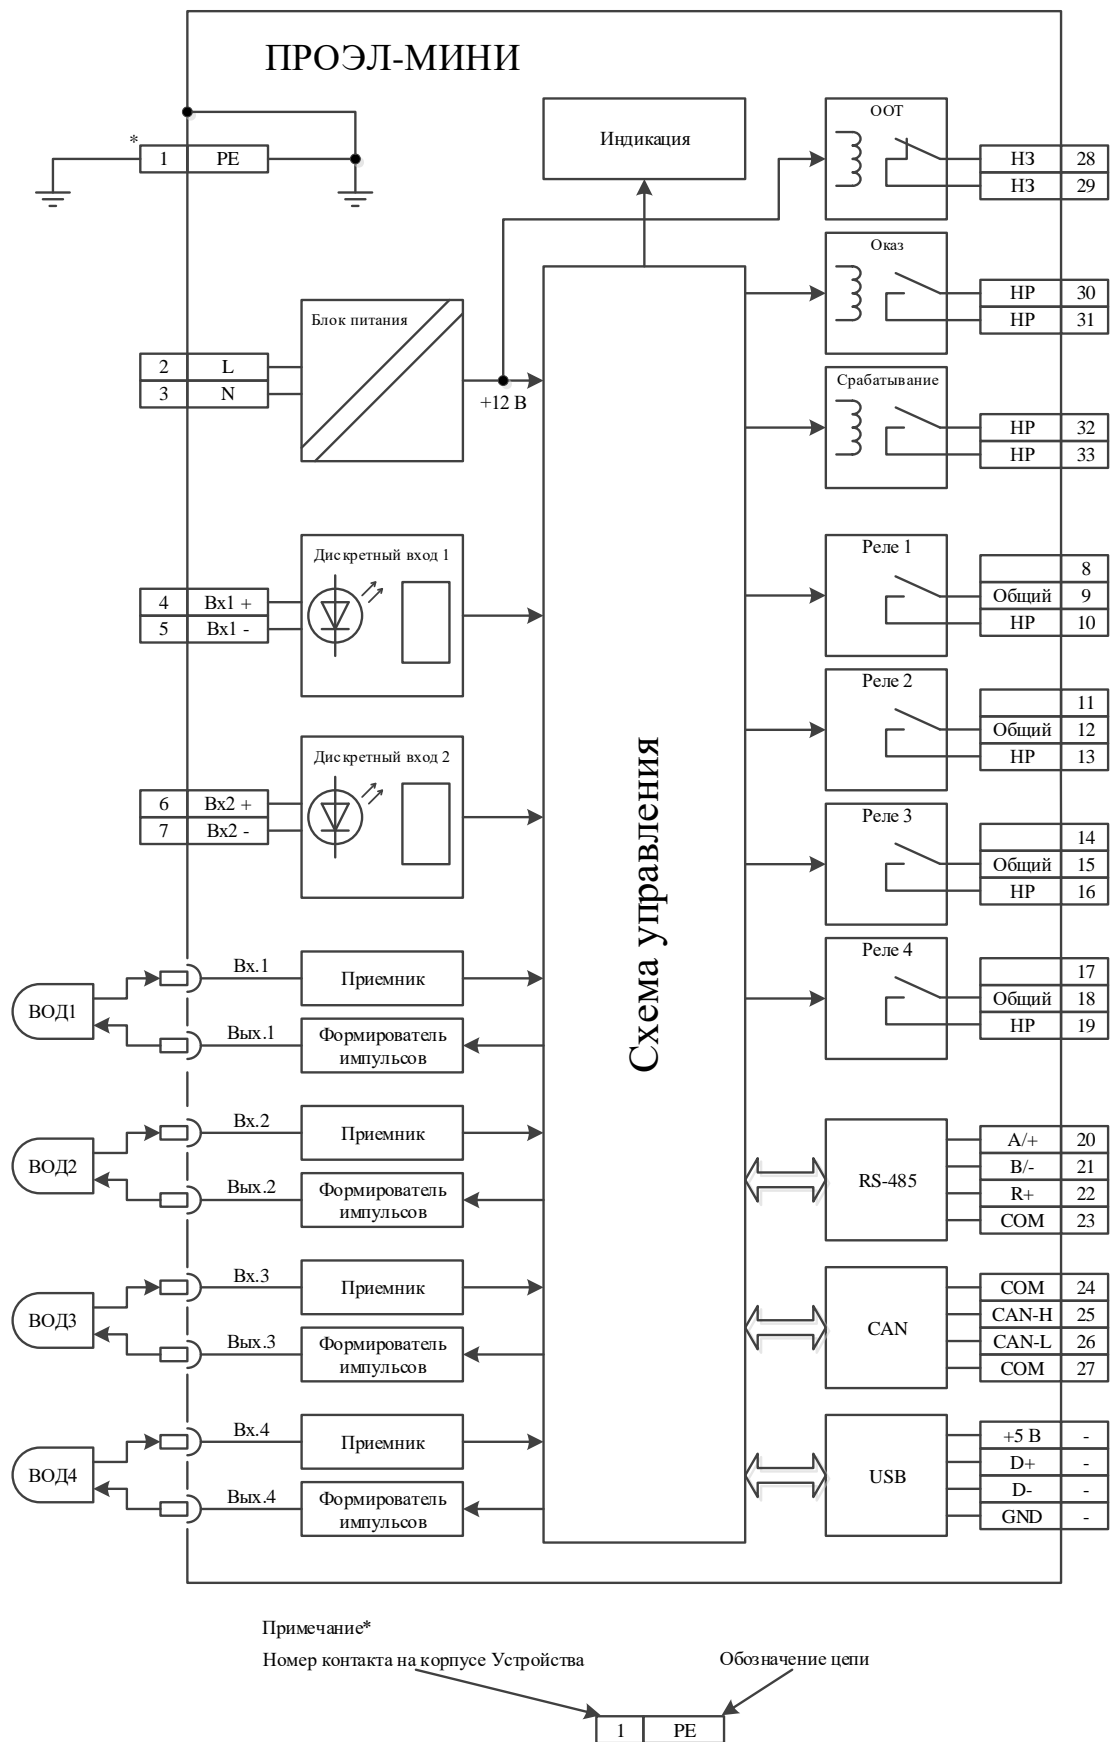 ПРОЭЛ-МИНИ
*
1 PE
Индикация
ООТ
НЗ 28
НЗ 29
Отказ
НР 30
НР 31
Блок питания
2 L
3 N
+12 В
Срабатывание
НР 32
НР 33
Дискретный вход 1
4 Вх1 +
5 Вх1 -
Реле 1
8
Общий 9
НР 10
Дискретный вход 2
6 Вх2 +
7 Вх2 -
Реле 2
11
Общий 12
НР 13
Схема управления
Реле 3
14
Общий 15
НР 16
Реле 4
17
Общий 18
НР 19
ВОД1
Вх.1
Приемник
Вых.1
Формирователь
импульсов
ВОД2
Вх.2
Приемник
Вых.2
Формирователь
импульсов
RS-485
A/+ 20
B/- 21
R+ 22
COM 23
ВОД3
Вх.3
Приемник
Вых.3
Формирователь
импульсов
CAN
COM 24
CAN-H 25
CAN-L 26
COM 27
ВОД4
Вх.4
Приемник
Вых.4
Формирователь
импульсов
USB
+5 В -
D+ -
D- -
GND -
Примечание*
Номер контакта на корпусе Устройства
Обозначение цепи
1 PE